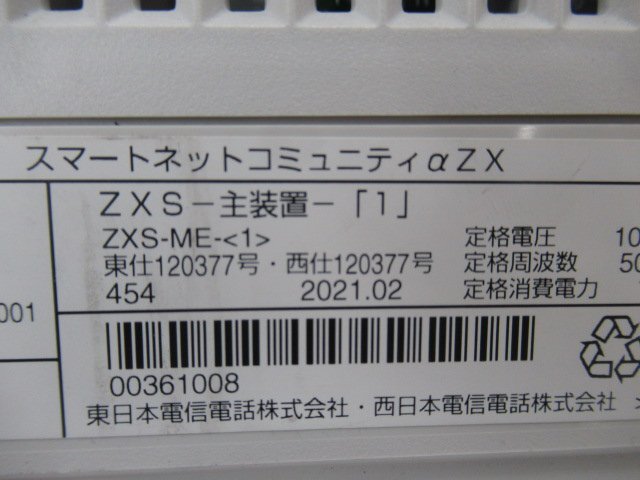 スマートネットコミュニティαZX
ZXS－主装置－「1」
ZXS-ME-<1>
定格電圧 10
東仕120377号・西仕120377号
定格周波数 50
454 2021.02
定格消費電力
001
00361008
東日本電信電話株式会社・西日本電信電話株式会社